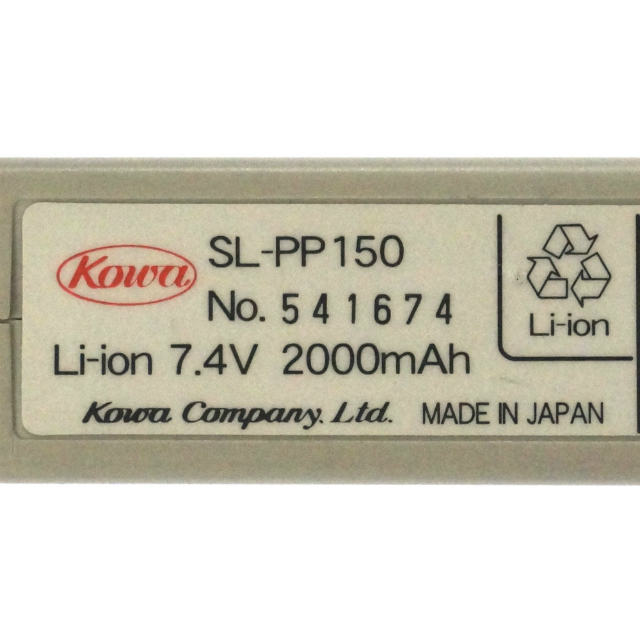 Kowa SL-PP150
No. 541674
Li-ion 7.4V 2000mAh
Kowa Company, Ltd. MADE IN JAPAN
Li-ion